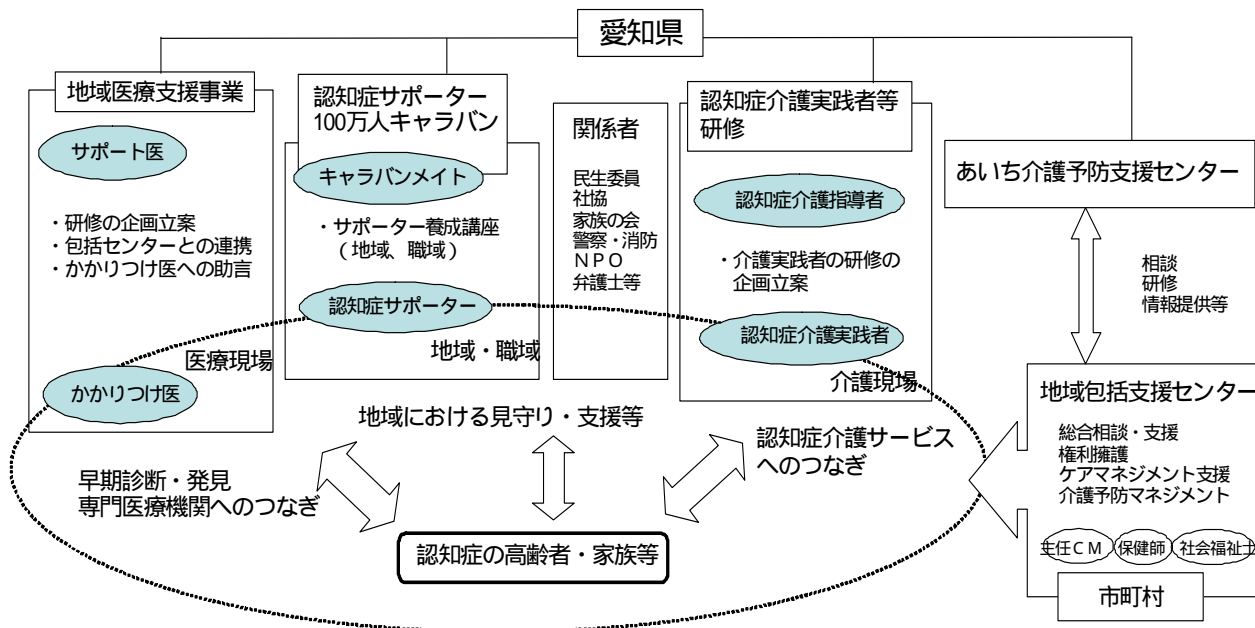 愛知県
地域医療支援事業
サポート医
・研修の企画立案
・包括センターとの連携
・かかりつけ医への助言
医療現場
かかりつけ医
認知症サポーター
100万人キャラバン
キャラバンメイト
・サポーター養成講座
（地域、職域）
認知症サポーター
地域・職域
関係者
民生委員
社協
家族の会
警察・消防
ＮＰＯ
弁護士等
認知症介護実践者等
研修
認知症介護指導者
・介護実践者の研修の
企画立案
認知症介護実践者
介護現場
あいち介護予防支援センター
相談
研修
情報提供等
地域包括支援センター
総合相談・支援
権利擁護
ケアマネジメント支援
介護予防マネジメント
主任ＣＭ
保健師
社会福祉士
市町村
地域における見守り・支援等
早期診断・発見
専門医療機関へのつなぎ
認知症介護サービス
へのつなぎ
認知症の高齢者・家族等